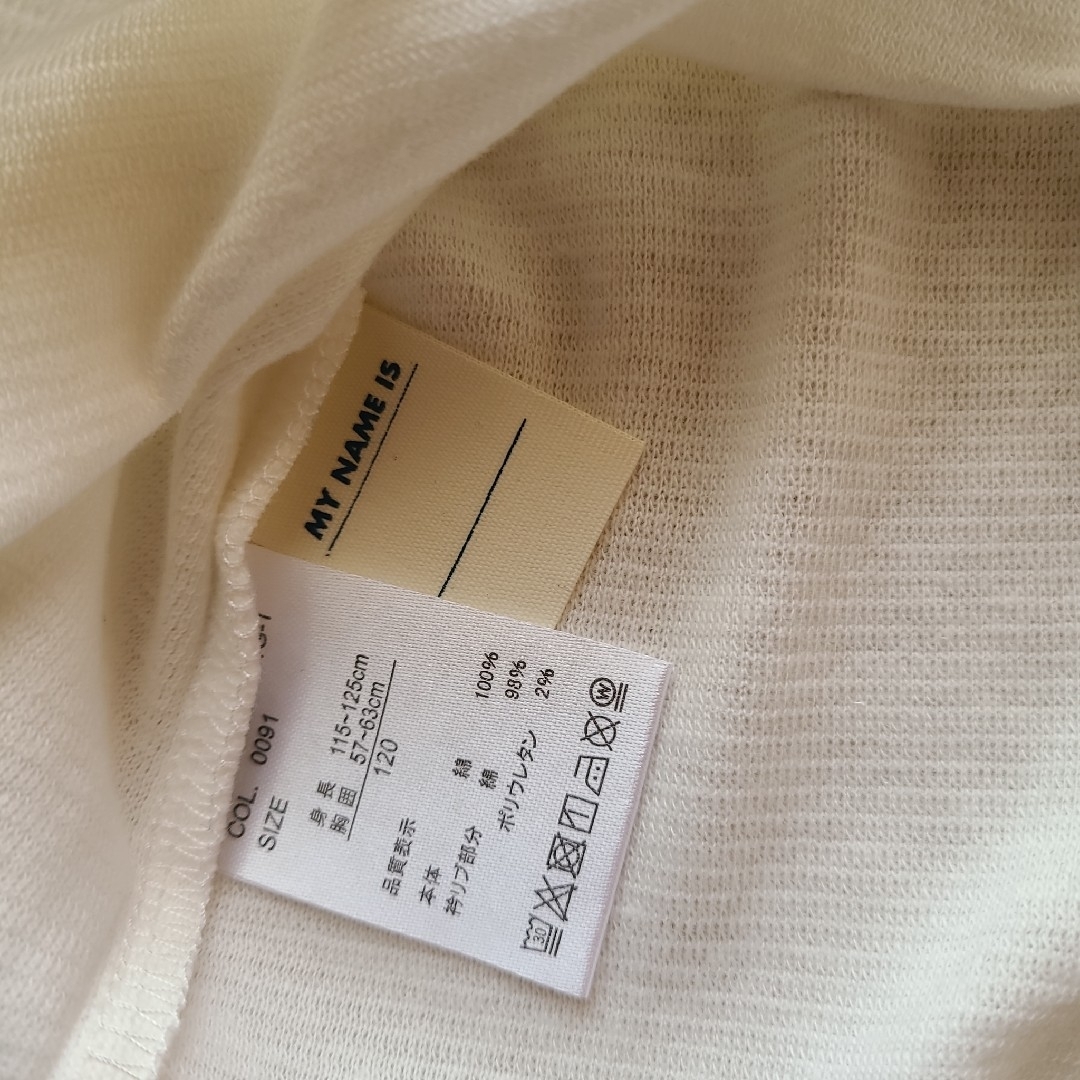 MY NAME IS
COL. 0091
SIZE
身長 115~125cm
胸囲 57~63cm
120
品質表示
本体 綿 100%
衿リブ部分 綿 98%
ポリウレタン 2%
30 W